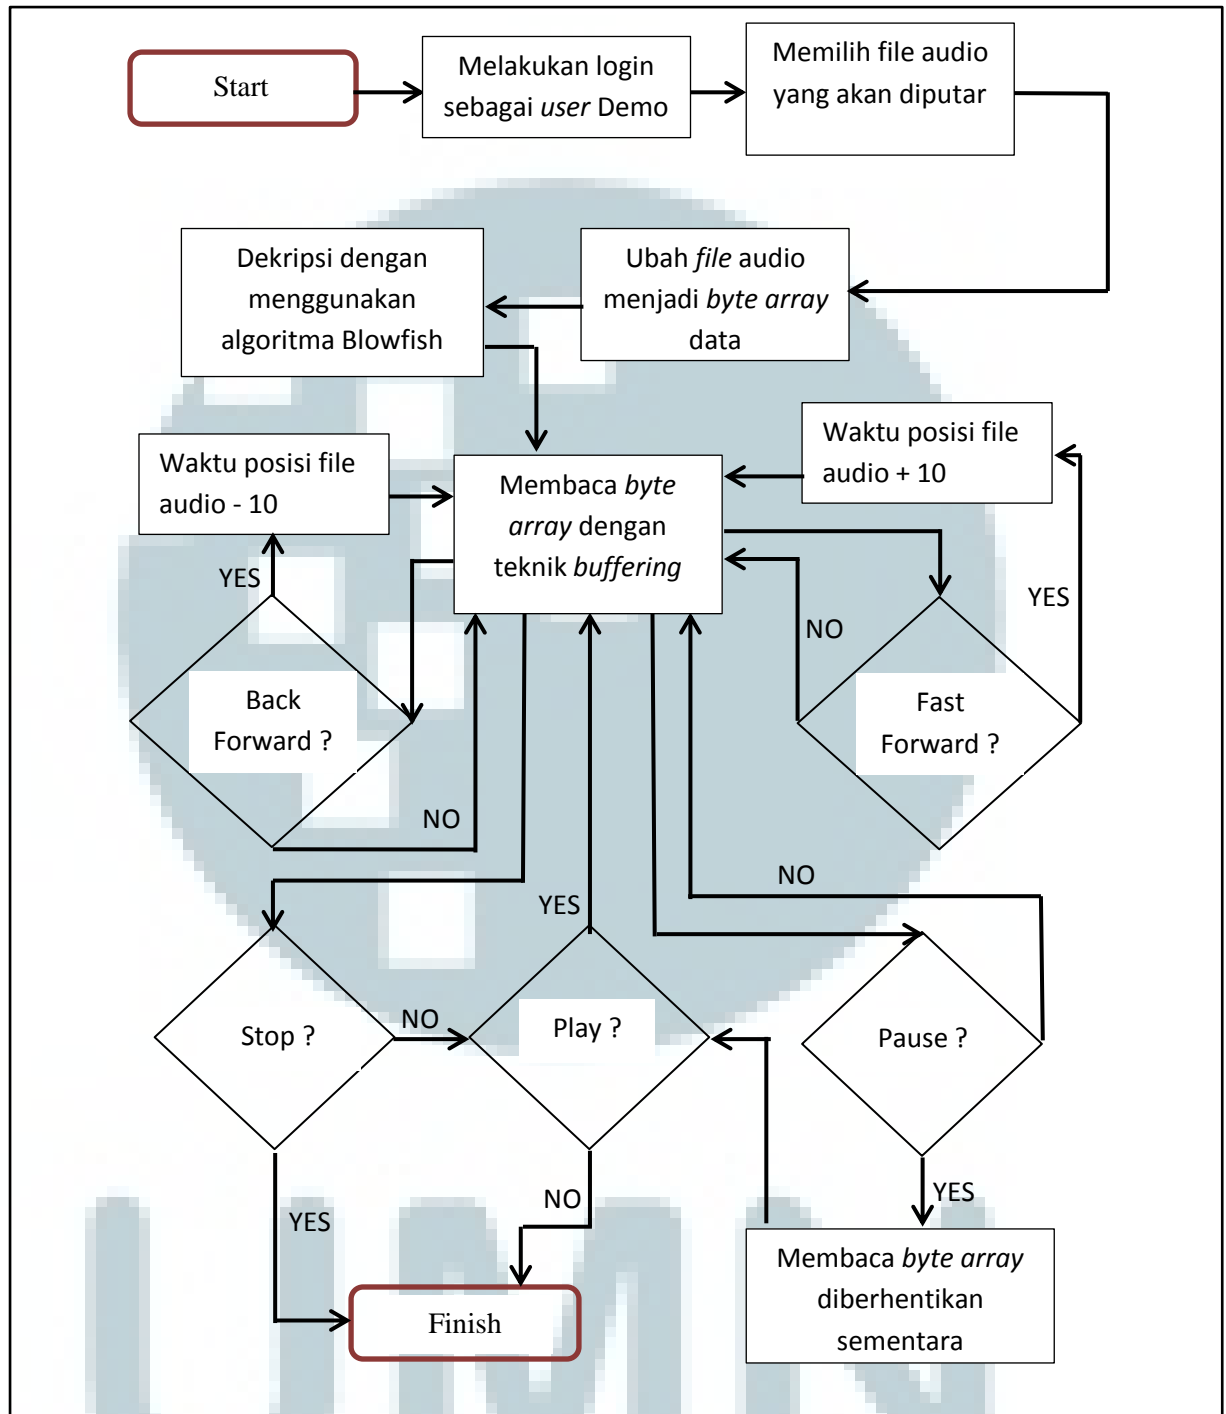 Start
Melakukan login
sebagai user Demo
Memilih file audio
yang akan diputar
Dekripsi dengan
menggunakan
algoritma Blowfish
Ubah file audio
menjadi byte array
data
Waktu posisi file
audio - 10
Membaca byte
array dengan
teknik buffering
Waktu posisi file
audio + 10
YES
YES
NO
Back
Forward ?
Fast
Forward ?
NO
NO
YES
Stop ?
NO
Play ?
Pause ?
YES
NO
YES
Finish
Membaca byte array
diberhentikan
sementara
UMN